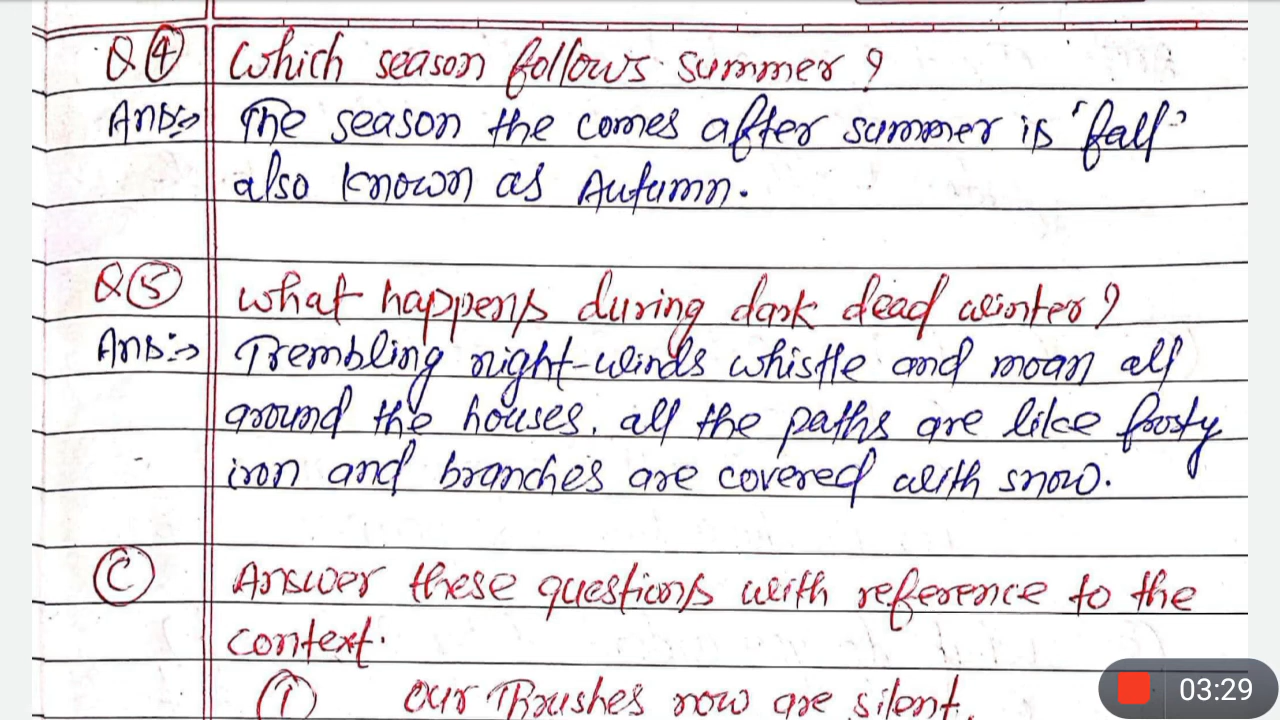 Q.④ Which season follows summer?
Ans:→ The season the comes after summer is 'fall'
also known as Autumn.
Q⑤ What happens during dark dead winter?
Ans:→ Trembling night-winds whistle and moan all
around the houses. all the paths are like frosty
iron and branches are covered with snow.
Ⓒ Answer these questions with reference to the
context.
① Our Thrushes now are silent.
03:29